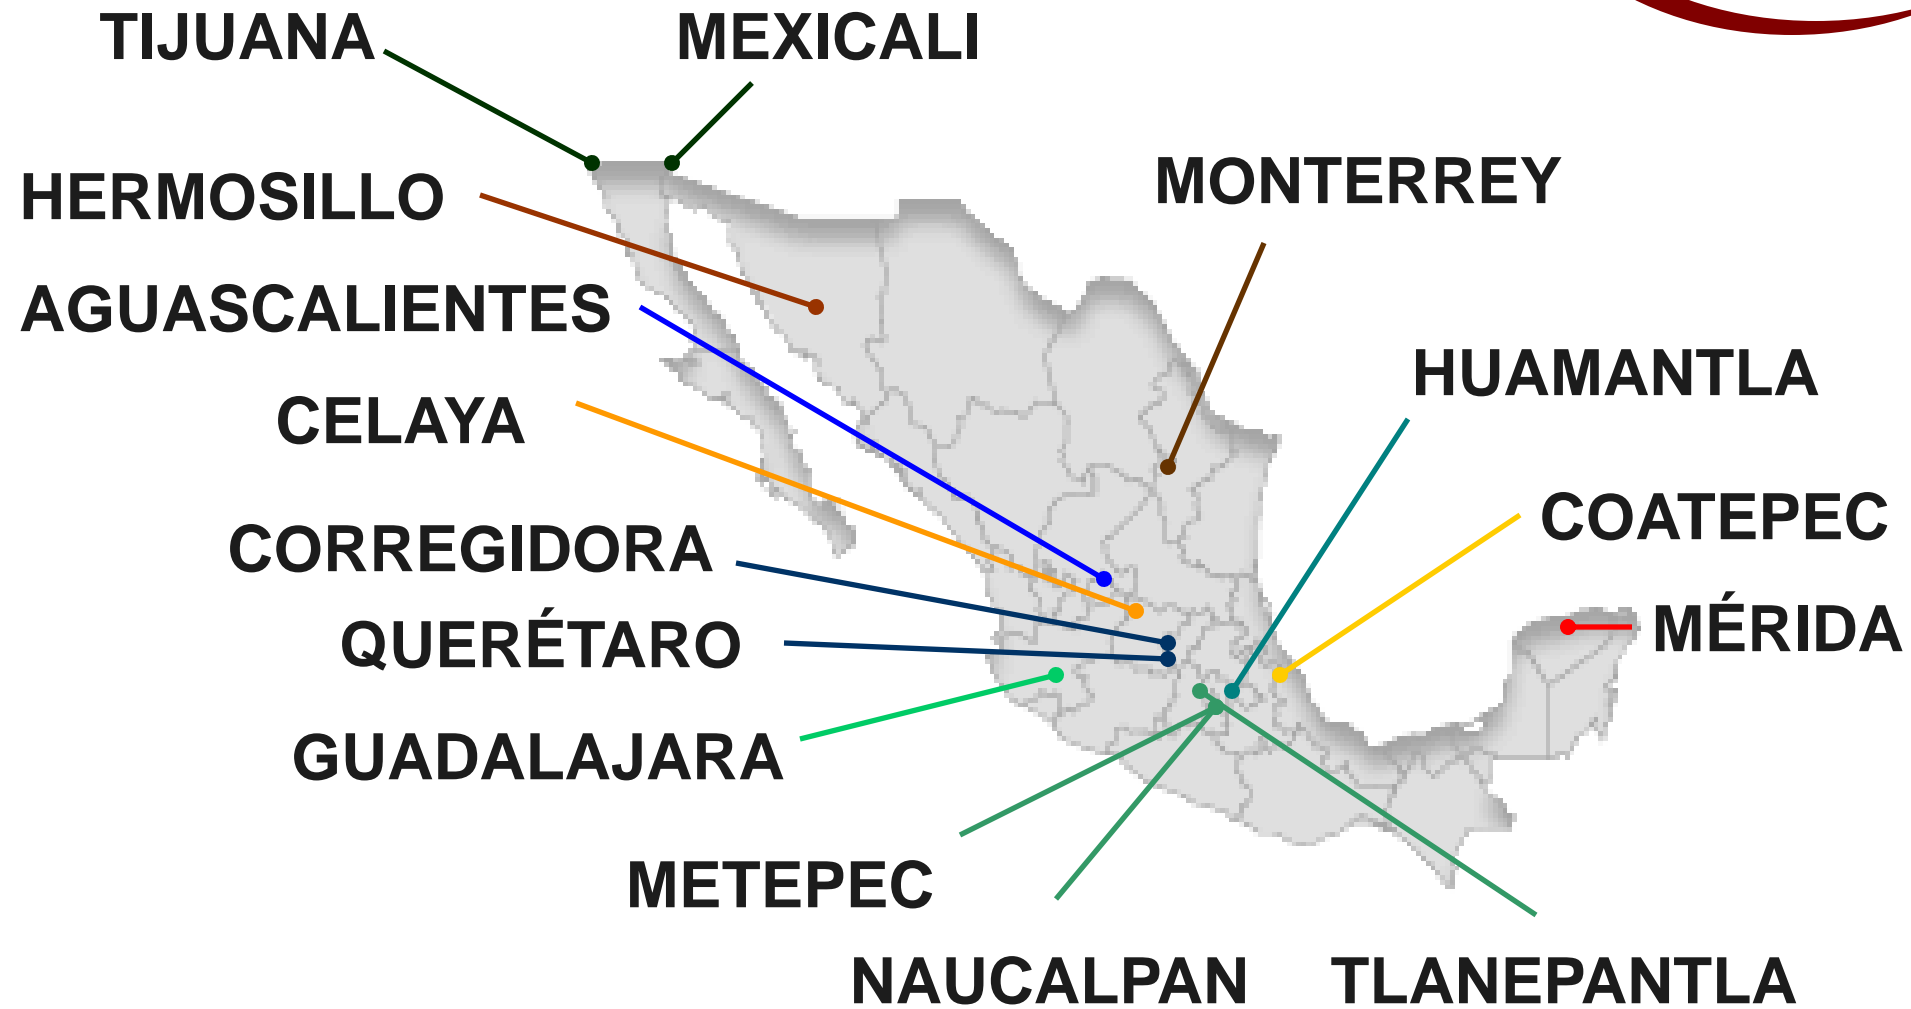 TIJUANA
MEXICALI
HERMOSILLO
MONTERREY
AGUASCALIENTES
HUAMANTLA
CELAYA
COATEPEC
CORREGIDORA
MÉRIDA
QUERÉTARO
GUADALAJARA
METEPEC
NAUCALPAN
TLANEPANTLA